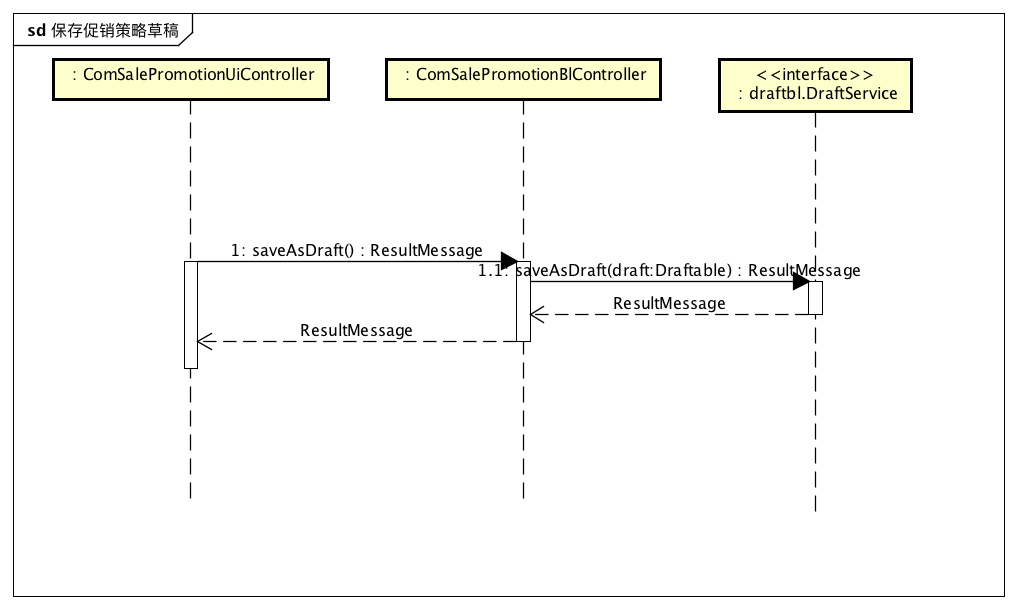 sd 保存促销策略草稿
: ComSalePromotionUiController
: ComSalePromotionBlController
<<interface>>
: draftbl.DraftService
1: saveAsDraft() : ResultMessage
1.1: saveAsDraft(draft:Draftable) : ResultMessage
ResultMessage
ResultMessage